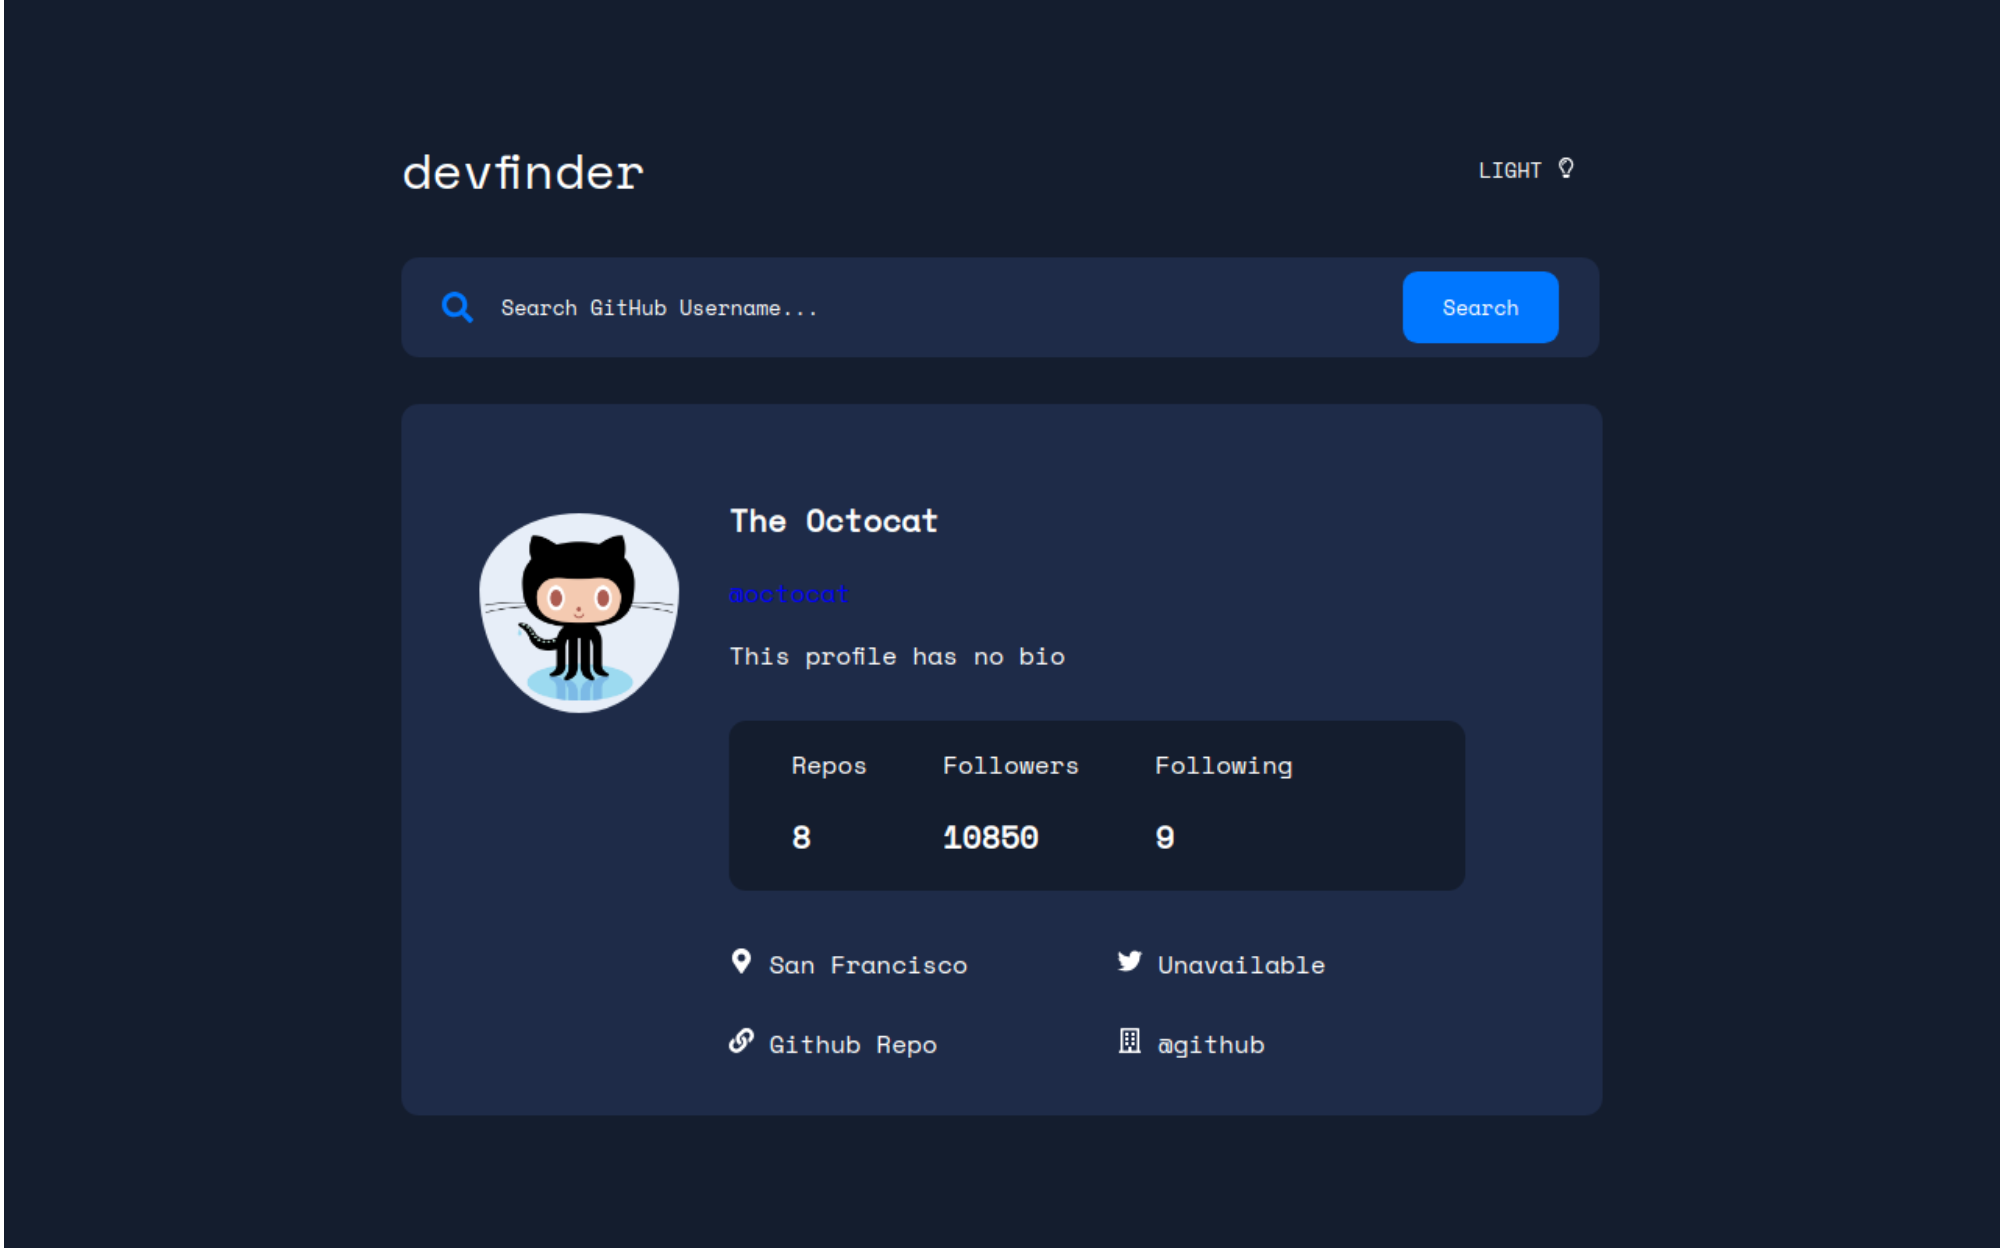 devfinder
LIGHT
Search GitHub Username...
Search
The Octocat
@octocat
This profile has no bio
Repos Followers Following
8 10850 9
San Francisco Unavailable
Github Repo @github